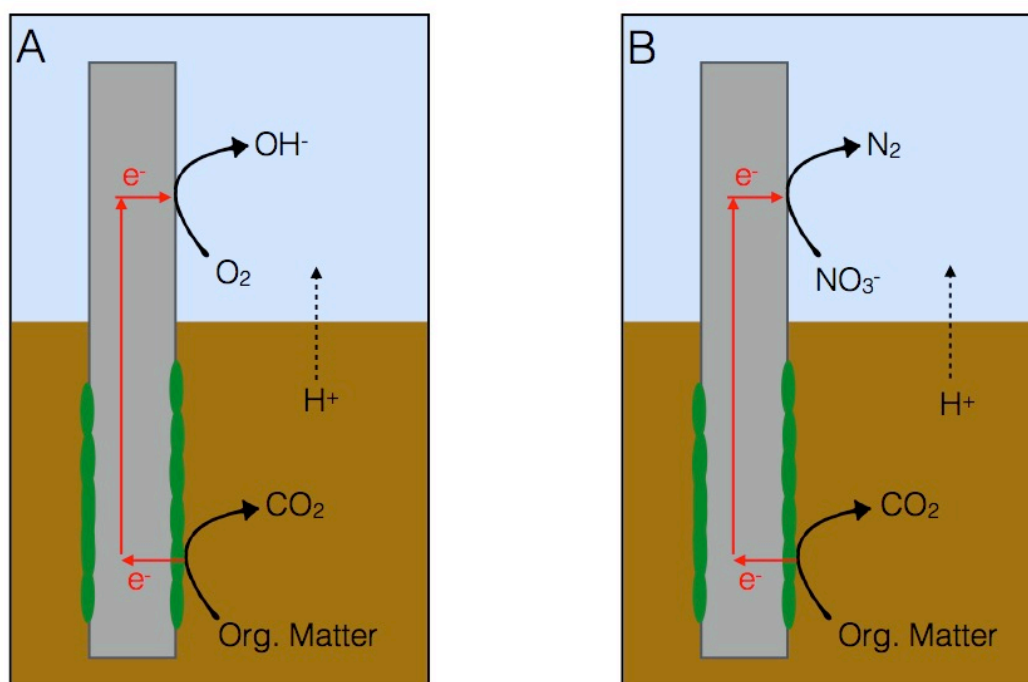 A
OH-
e-
O2
H+
CO2
e-
Org. Matter
B
N2
e-
NO3-
H+
CO2
e-
Org. Matter